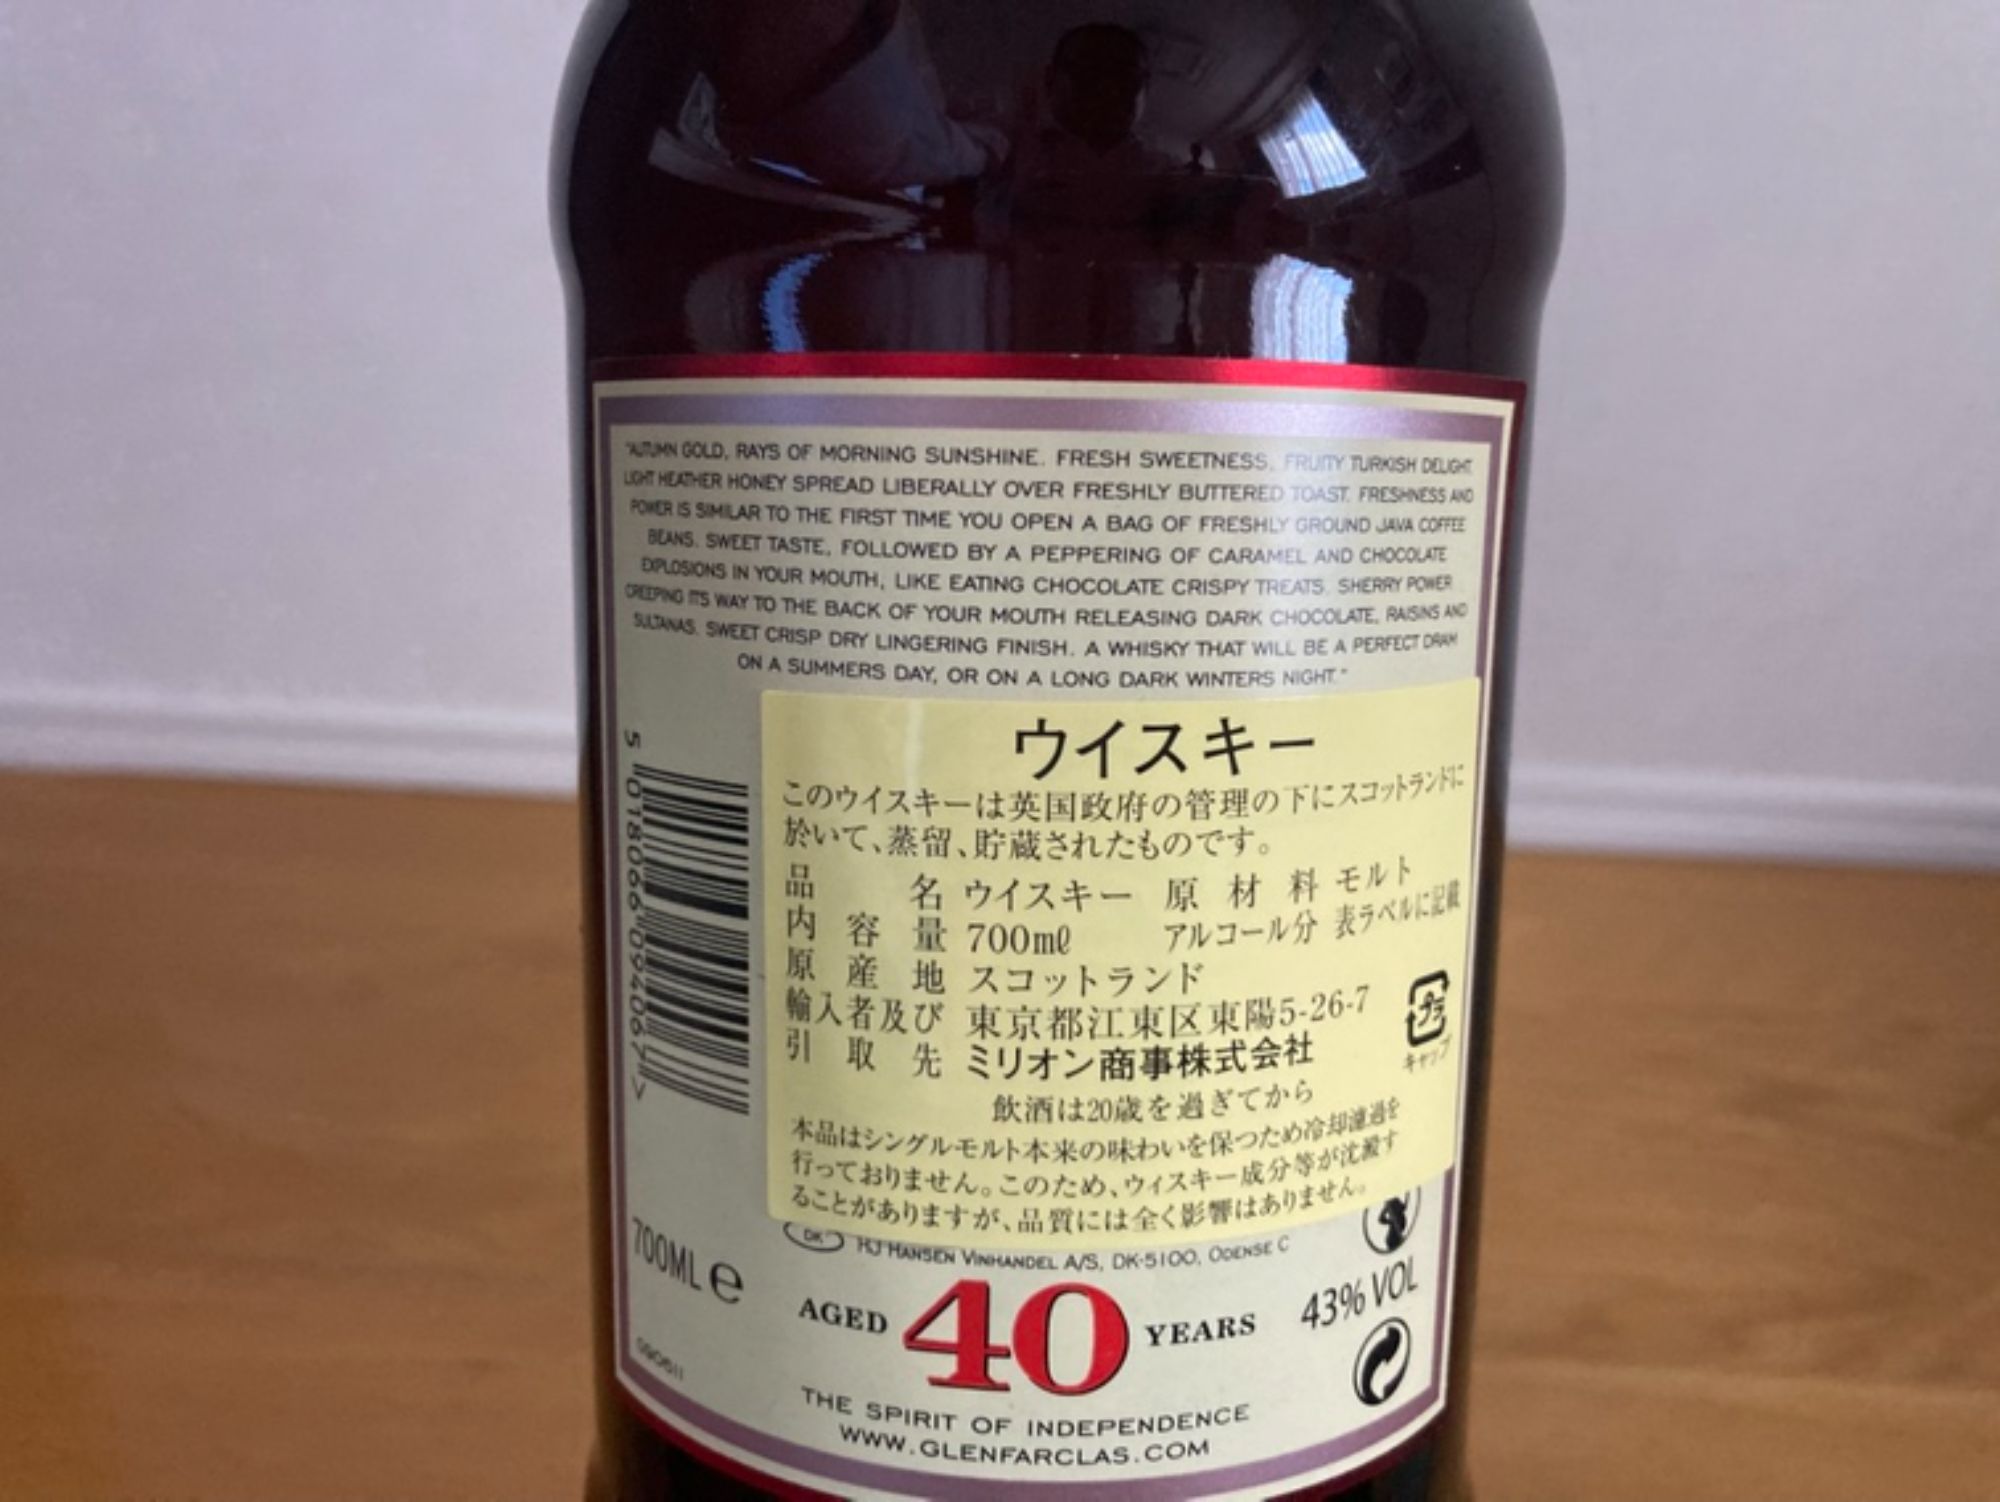 "AUTUMN GOLD, RAYS OF MORNING SUNSHINE. FRESH SWEETNESS, FRUITY TURKISH DELIGHT.
LIGHT HEATHER HONEY SPREAD LIBERALLY OVER FRESHLY BUTTERED TOAST. FRESHNESS AND
POWER IS SIMILAR TO THE FIRST TIME YOU OPEN A BAG OF FRESHLY GROUND JAVA COFFEE
BEANS. SWEET TASTE, FOLLOWED BY A PEPPERING OF CARAMEL AND CHOCOLATE
EXPLOSIONS IN YOUR MOUTH, LIKE EATING CHOCOLATE CRISPY TREATS. SHERRY POWER
CREEPING ITS WAY TO THE BACK OF YOUR MOUTH RELEASING DARK CHOCOLATE, RAISINS AND
SULTANAS. SWEET CRISP DRY LINGERING FINISH. A WHISKY THAT WILL BE A PERFECT DRAM
ON A SUMMERS DAY, OR ON A LONG DARK WINTERS NIGHT."
ウイスキー
このウイスキーは英国政府の管理の下にスコットランドに
於いて、蒸留、貯蔵されたものです。
品名 ウイスキー 原材料 モルト
内容量 700mℓ アルコール分 表ラベルに記載
原産地 スコットランド
輸入者及び 東京都江東区東陽5-26-7
引取先 ミリオン商事株式会社
プラ
キャップ
飲酒は20歳を過ぎてから
本品はシングルモルト本来の味わいを保つため冷却濾過を
行っておりません。このため、ウィスキー成分等が沈澱す
ることがありますが、品質には全く影響はありません。
5 018066 094067 >
DK HJ HANSEN VINHANDEL A/S, DK-5100, ODENSE C
700ML e
AGED 40 YEARS
43% VOL
090611
THE SPIRIT OF INDEPENDENCE
WWW.GLENFARCLAS.COM